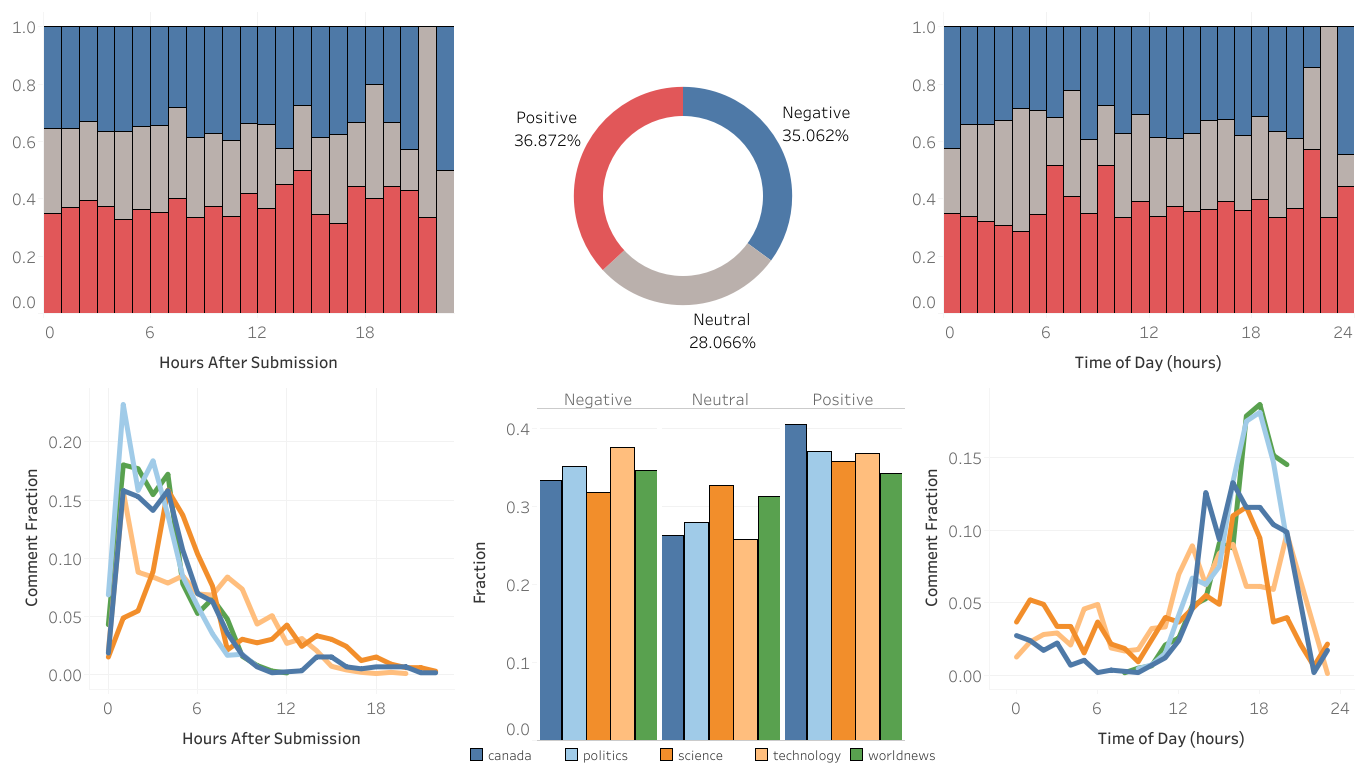 1.0
0.8
0.6
0.4
0.2
0.0
0 6 12 18
Hours After Submission
Positive
36.872%
Negative
35.062%
Neutral
28.066%
1.0
0.8
0.6
0.4
0.2
0.0
0 6 12 18 24
Time of Day (hours)
Comment Fraction
0.20
0.15
0.10
0.05
0.00
0 6 12 18
Hours After Submission
Negative Neutral Positive
Fraction
0.4
0.3
0.2
0.1
0.0
canada politics science technology worldnews
Comment Fraction
0.15
0.10
0.05
0.00
0 6 12 18 24
Time of Day (hours)